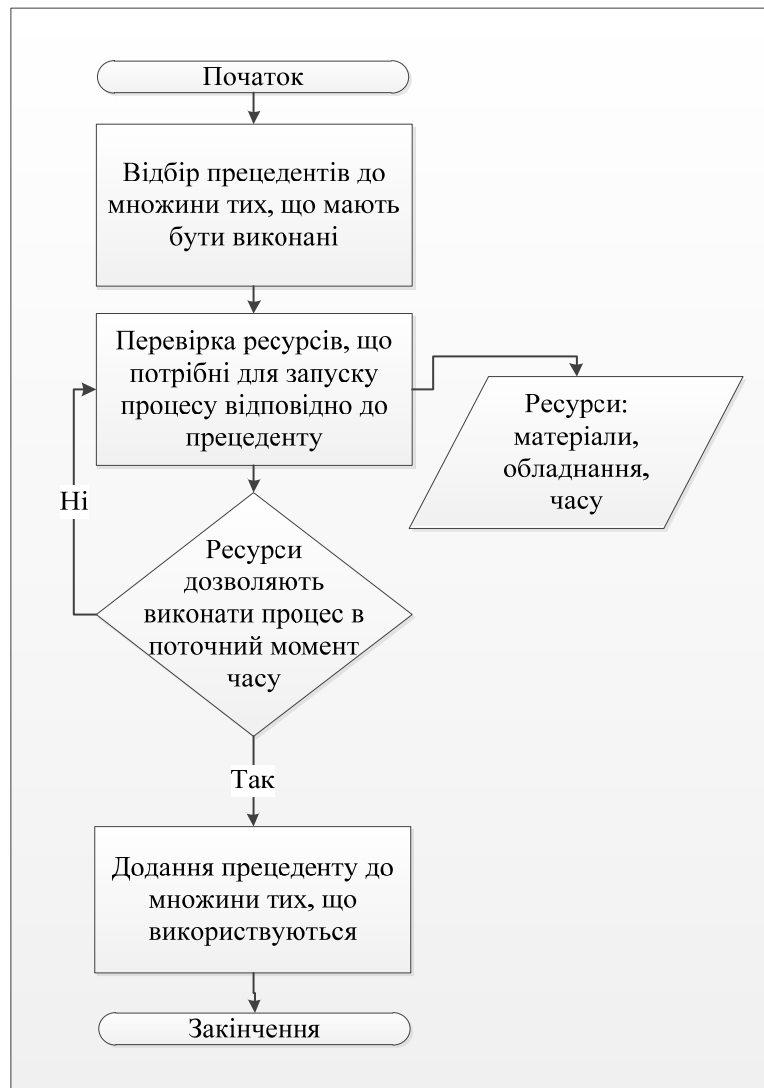 Початок
Відбір прецедентів до
множини тих, що мають
бути виконані
Перевірка ресурсів, що
потрібні для запуску
процесу відповідно до
прецеденту
Ресурси:
матеріали,
обладнання,
часу
Ні
Ресурси
дозволяють
виконати процес в
поточний момент
часу
Так
Додання прецеденту до
множини тих, що
використвуються
Закінчення